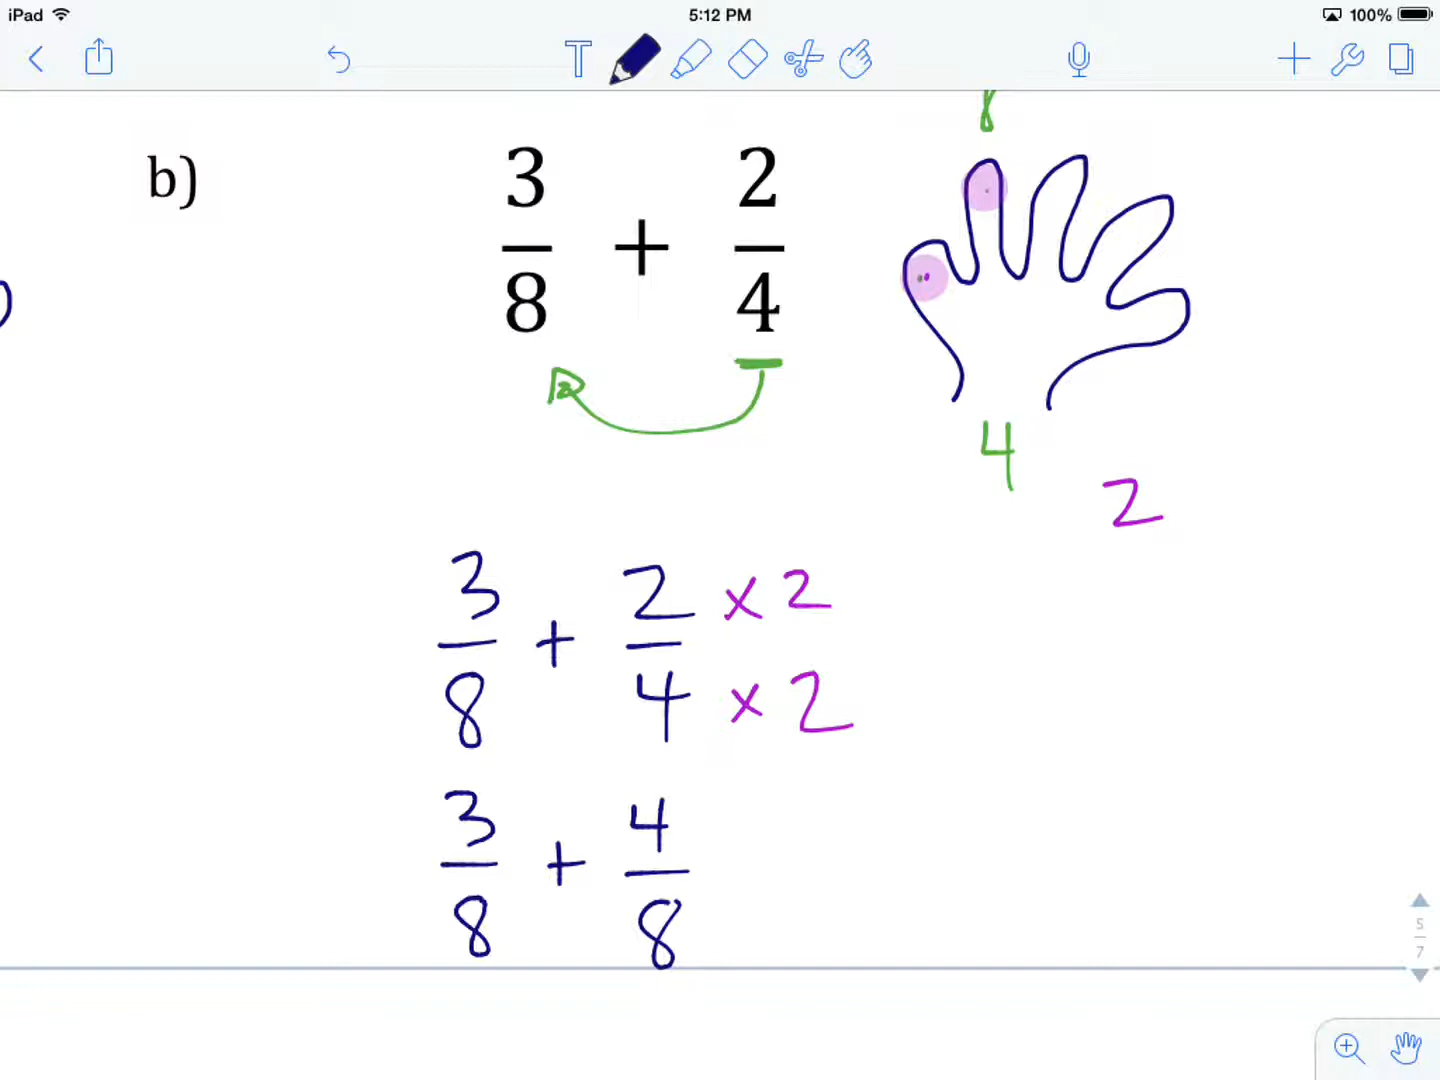 iPad 5:12 PM 100%
T
8
b) 3/8 + 2/4
4
2
3/8 + 2/4 × 2 × 2
3/8 + 4/8
5
7